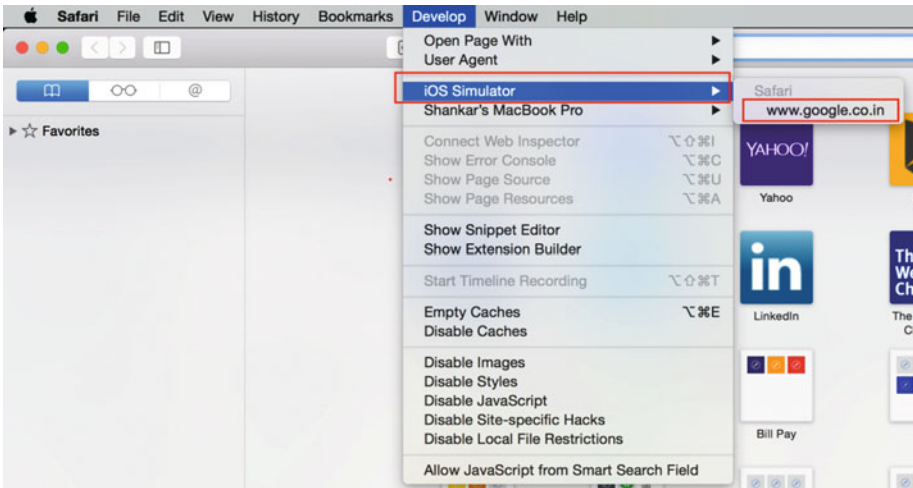 Safari File Edit View History Bookmarks Develop Window Help
@
Favorites
Open Page With
User Agent
iOS Simulator
Shankar's MacBook Pro
Connect Web Inspector ⌥⇧⌘I
Show Error Console ⌥⌘C
Show Page Source ⌥⌘U
Show Page Resources ⌥⌘A
Show Snippet Editor
Show Extension Builder
Start Timeline Recording ⌥⇧⌘T
Empty Caches ⌥⌘E
Disable Caches
Disable Images
Disable Styles
Disable JavaScript
Disable Site-specific Hacks
Disable Local File Restrictions
Allow JavaScript from Smart Search Field
Safari
www.google.co.in
YAHOO!
Yahoo
in
LinkedIn
The
Bill Pay